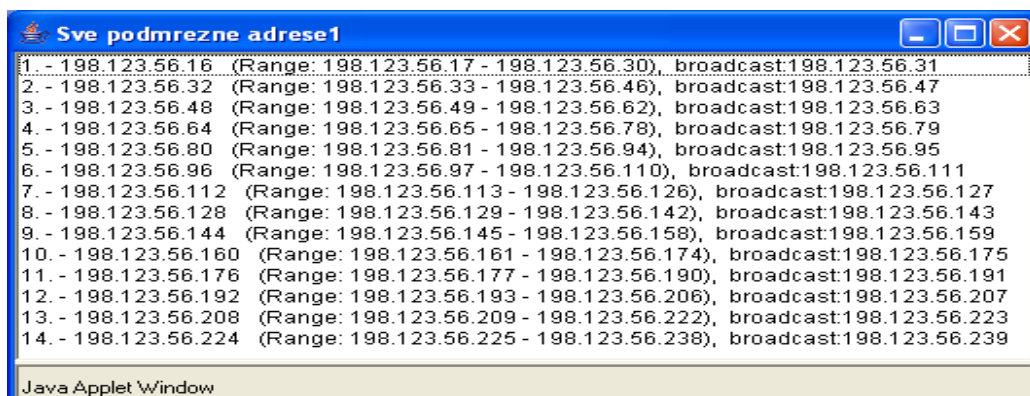 Sve podmrezne adrese1
1. - 198.123.56.16 (Range: 198.123.56.17 - 198.123.56.30), broadcast:198.123.56.31
2. - 198.123.56.32 (Range: 198.123.56.33 - 198.123.56.46), broadcast:198.123.56.47
3. - 198.123.56.48 (Range: 198.123.56.49 - 198.123.56.62), broadcast:198.123.56.63
4. - 198.123.56.64 (Range: 198.123.56.65 - 198.123.56.78), broadcast:198.123.56.79
5. - 198.123.56.80 (Range: 198.123.56.81 - 198.123.56.94), broadcast:198.123.56.95
6. - 198.123.56.96 (Range: 198.123.56.97 - 198.123.56.110), broadcast:198.123.56.111
7. - 198.123.56.112 (Range: 198.123.56.113 - 198.123.56.126), broadcast:198.123.56.127
8. - 198.123.56.128 (Range: 198.123.56.129 - 198.123.56.142), broadcast:198.123.56.143
9. - 198.123.56.144 (Range: 198.123.56.145 - 198.123.56.158), broadcast:198.123.56.159
10. - 198.123.56.160 (Range: 198.123.56.161 - 198.123.56.174), broadcast:198.123.56.175
11. - 198.123.56.176 (Range: 198.123.56.177 - 198.123.56.190), broadcast:198.123.56.191
12. - 198.123.56.192 (Range: 198.123.56.193 - 198.123.56.206), broadcast:198.123.56.207
13. - 198.123.56.208 (Range: 198.123.56.209 - 198.123.56.222), broadcast:198.123.56.223
14. - 198.123.56.224 (Range: 198.123.56.225 - 198.123.56.238), broadcast:198.123.56.239
Java Applet Window